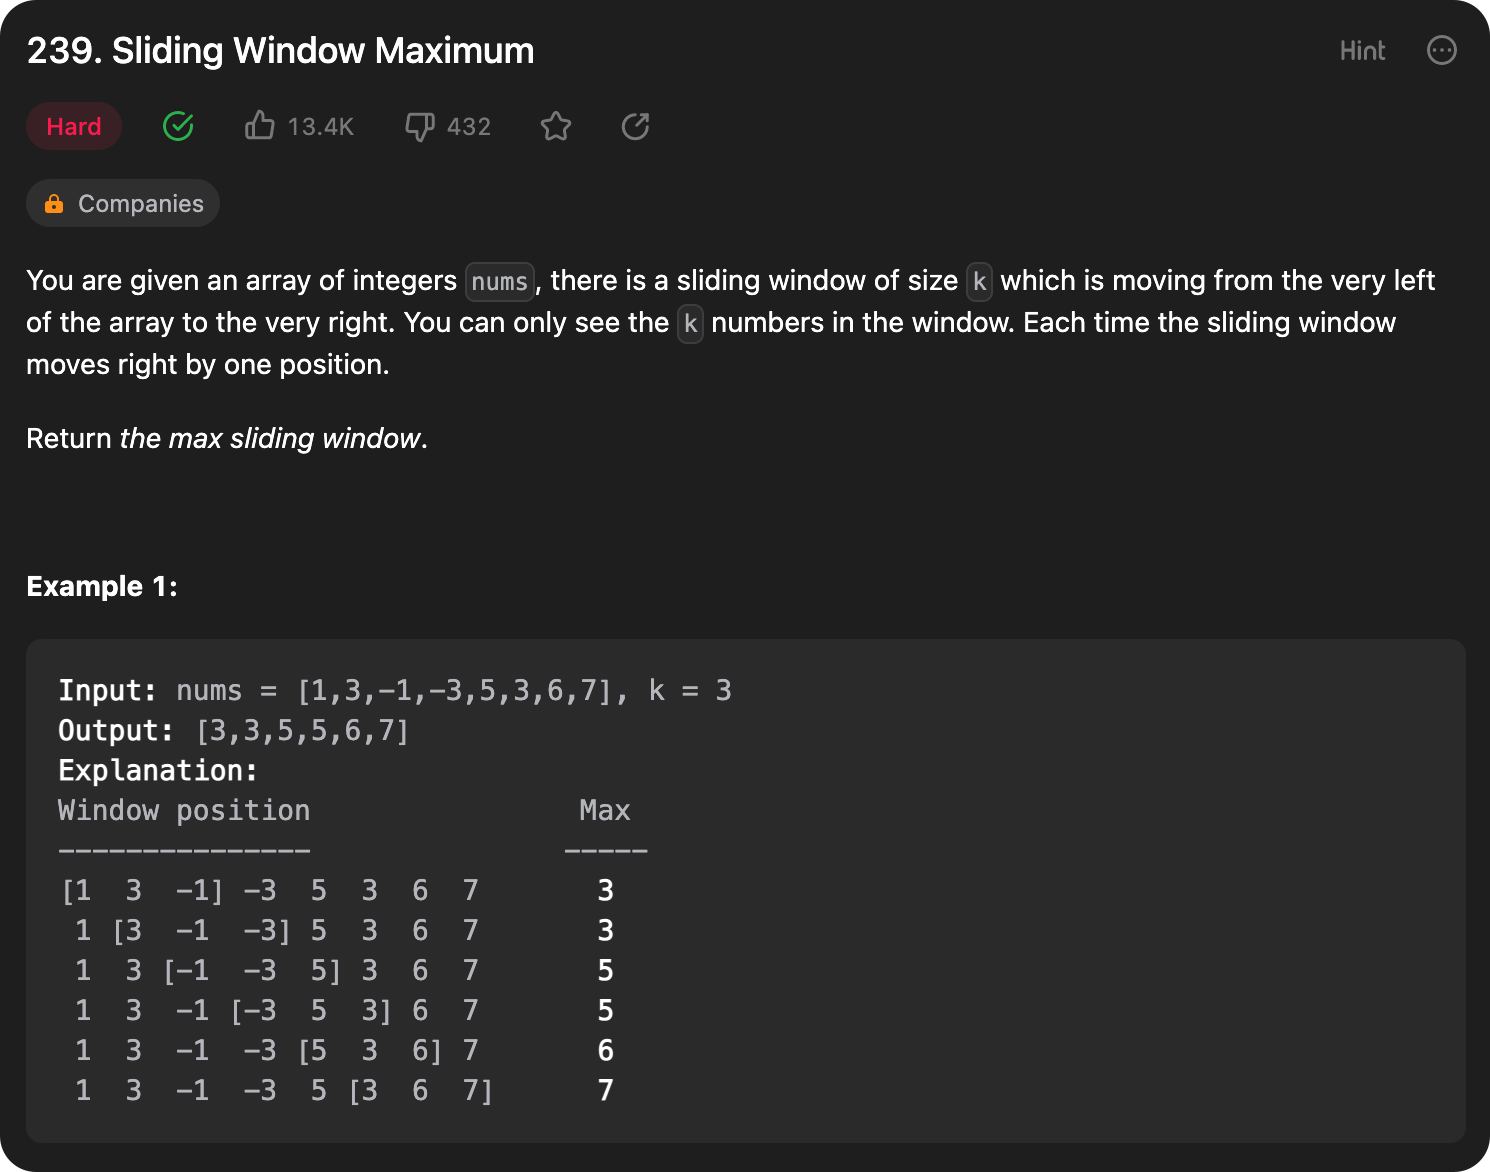 239. Sliding Window Maximum
Hint
Hard
13.4K
432
Companies
You are given an array of integers nums, there is a sliding window of size k which is moving from the very left
of the array to the very right. You can only see the k numbers in the window. Each time the sliding window
moves right by one position.
Return the max sliding window.
Example 1:
Input: nums = [1,3,-1,-3,5,3,6,7], k = 3
Output: [3,3,5,5,6,7]
Explanation:
Window position                Max
---------------               -----
[1  3  -1] -3  5  3  6  7       3
 1 [3  -1  -3] 5  3  6  7       3
 1  3 [-1  -3  5] 3  6  7       5
 1  3  -1 [-3  5  3] 6  7       5
 1  3  -1  -3 [5  3  6] 7       6
 1  3  -1  -3  5 [3  6  7]      7